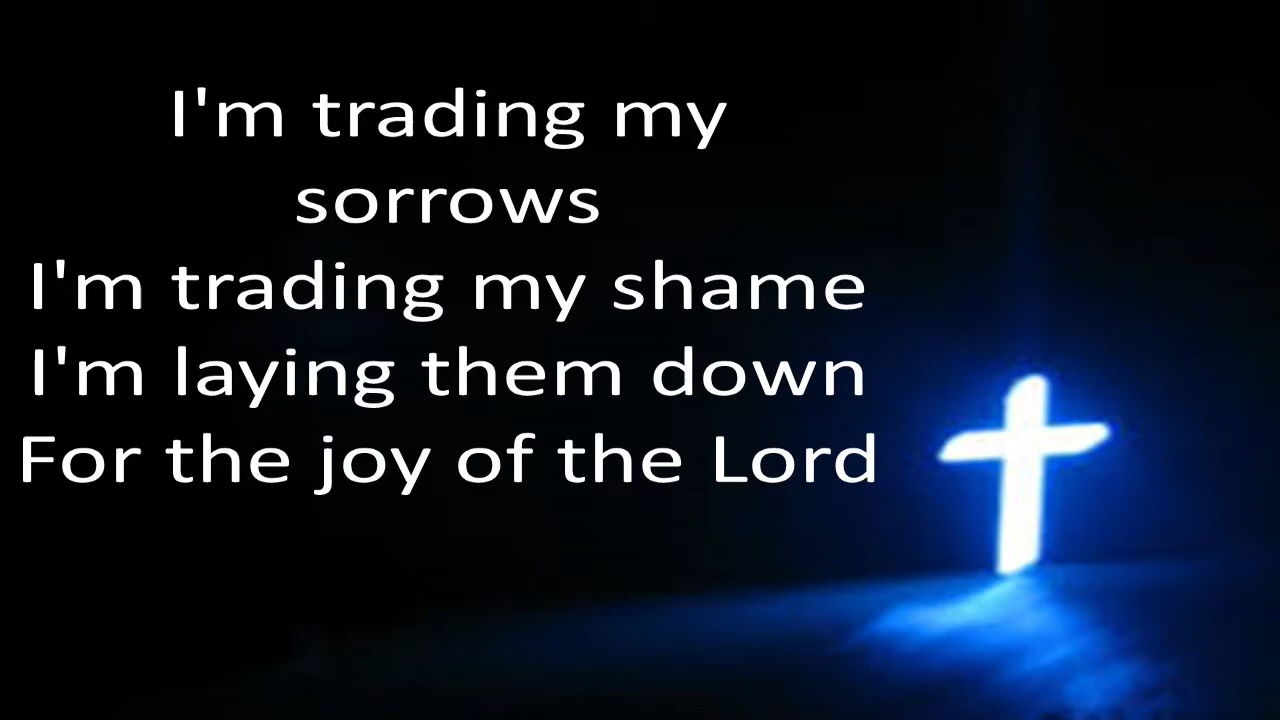 I'm trading my
sorrows
I'm trading my shame
I'm laying them down
For the joy of the Lord